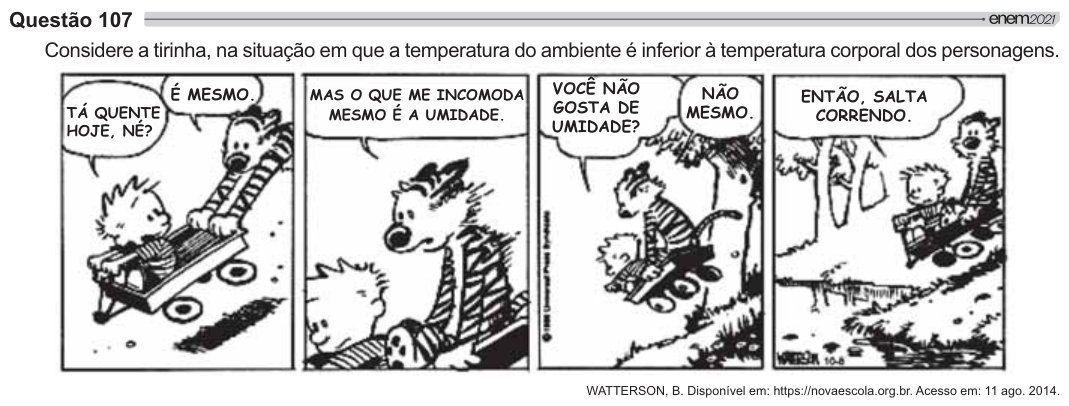 Questão 107
enem2021
Considere a tirinha, na situação em que a temperatura do ambiente é inferior à temperatura corporal dos personagens.
TÁ QUENTE
HOJE, NÉ?
É MESMO.
MAS O QUE ME INCOMODA
MESMO É A UMIDADE.
VOCÊ NÃO
GOSTA DE
UMIDADE?
NÃO
MESMO.
ENTÃO, SALTA
CORRENDO.
WATTERSON 10-8
WATTERSON, B. Disponível em: https://novaescola.org.br. Acesso em: 11 ago. 2014.